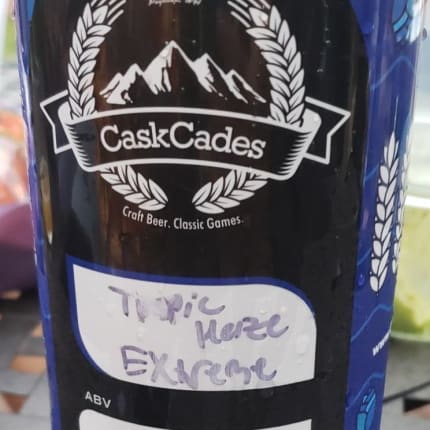 CaskCades
Craft Beer. Classic Games.
Tropic
Haze
EXtreme
ABV